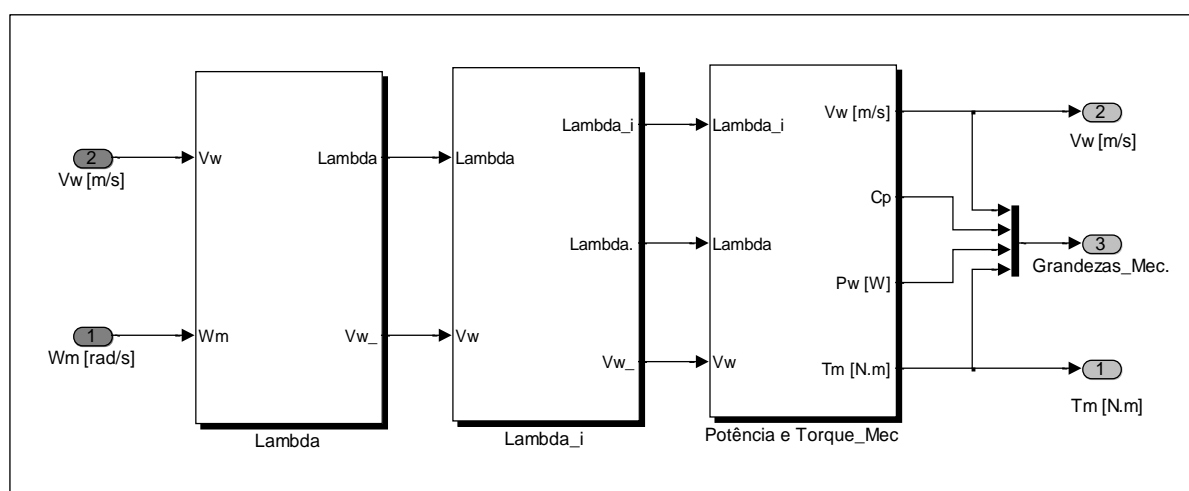 2
Vw [m/s]
1
Wm [rad/s]
Vw
Wm
Lambda
Vw_
Lambda
Lambda
Vw
Lambda_i
Lambda.
Vw_
Lambda_i
Lambda_i
Lambda
Vw
Vw [m/s]
Cp
Pw [W]
Tm [N.m]
Potência e Torque_Mec
2
Vw [m/s]
3
Grandezas_Mec.
1
Tm [N.m]